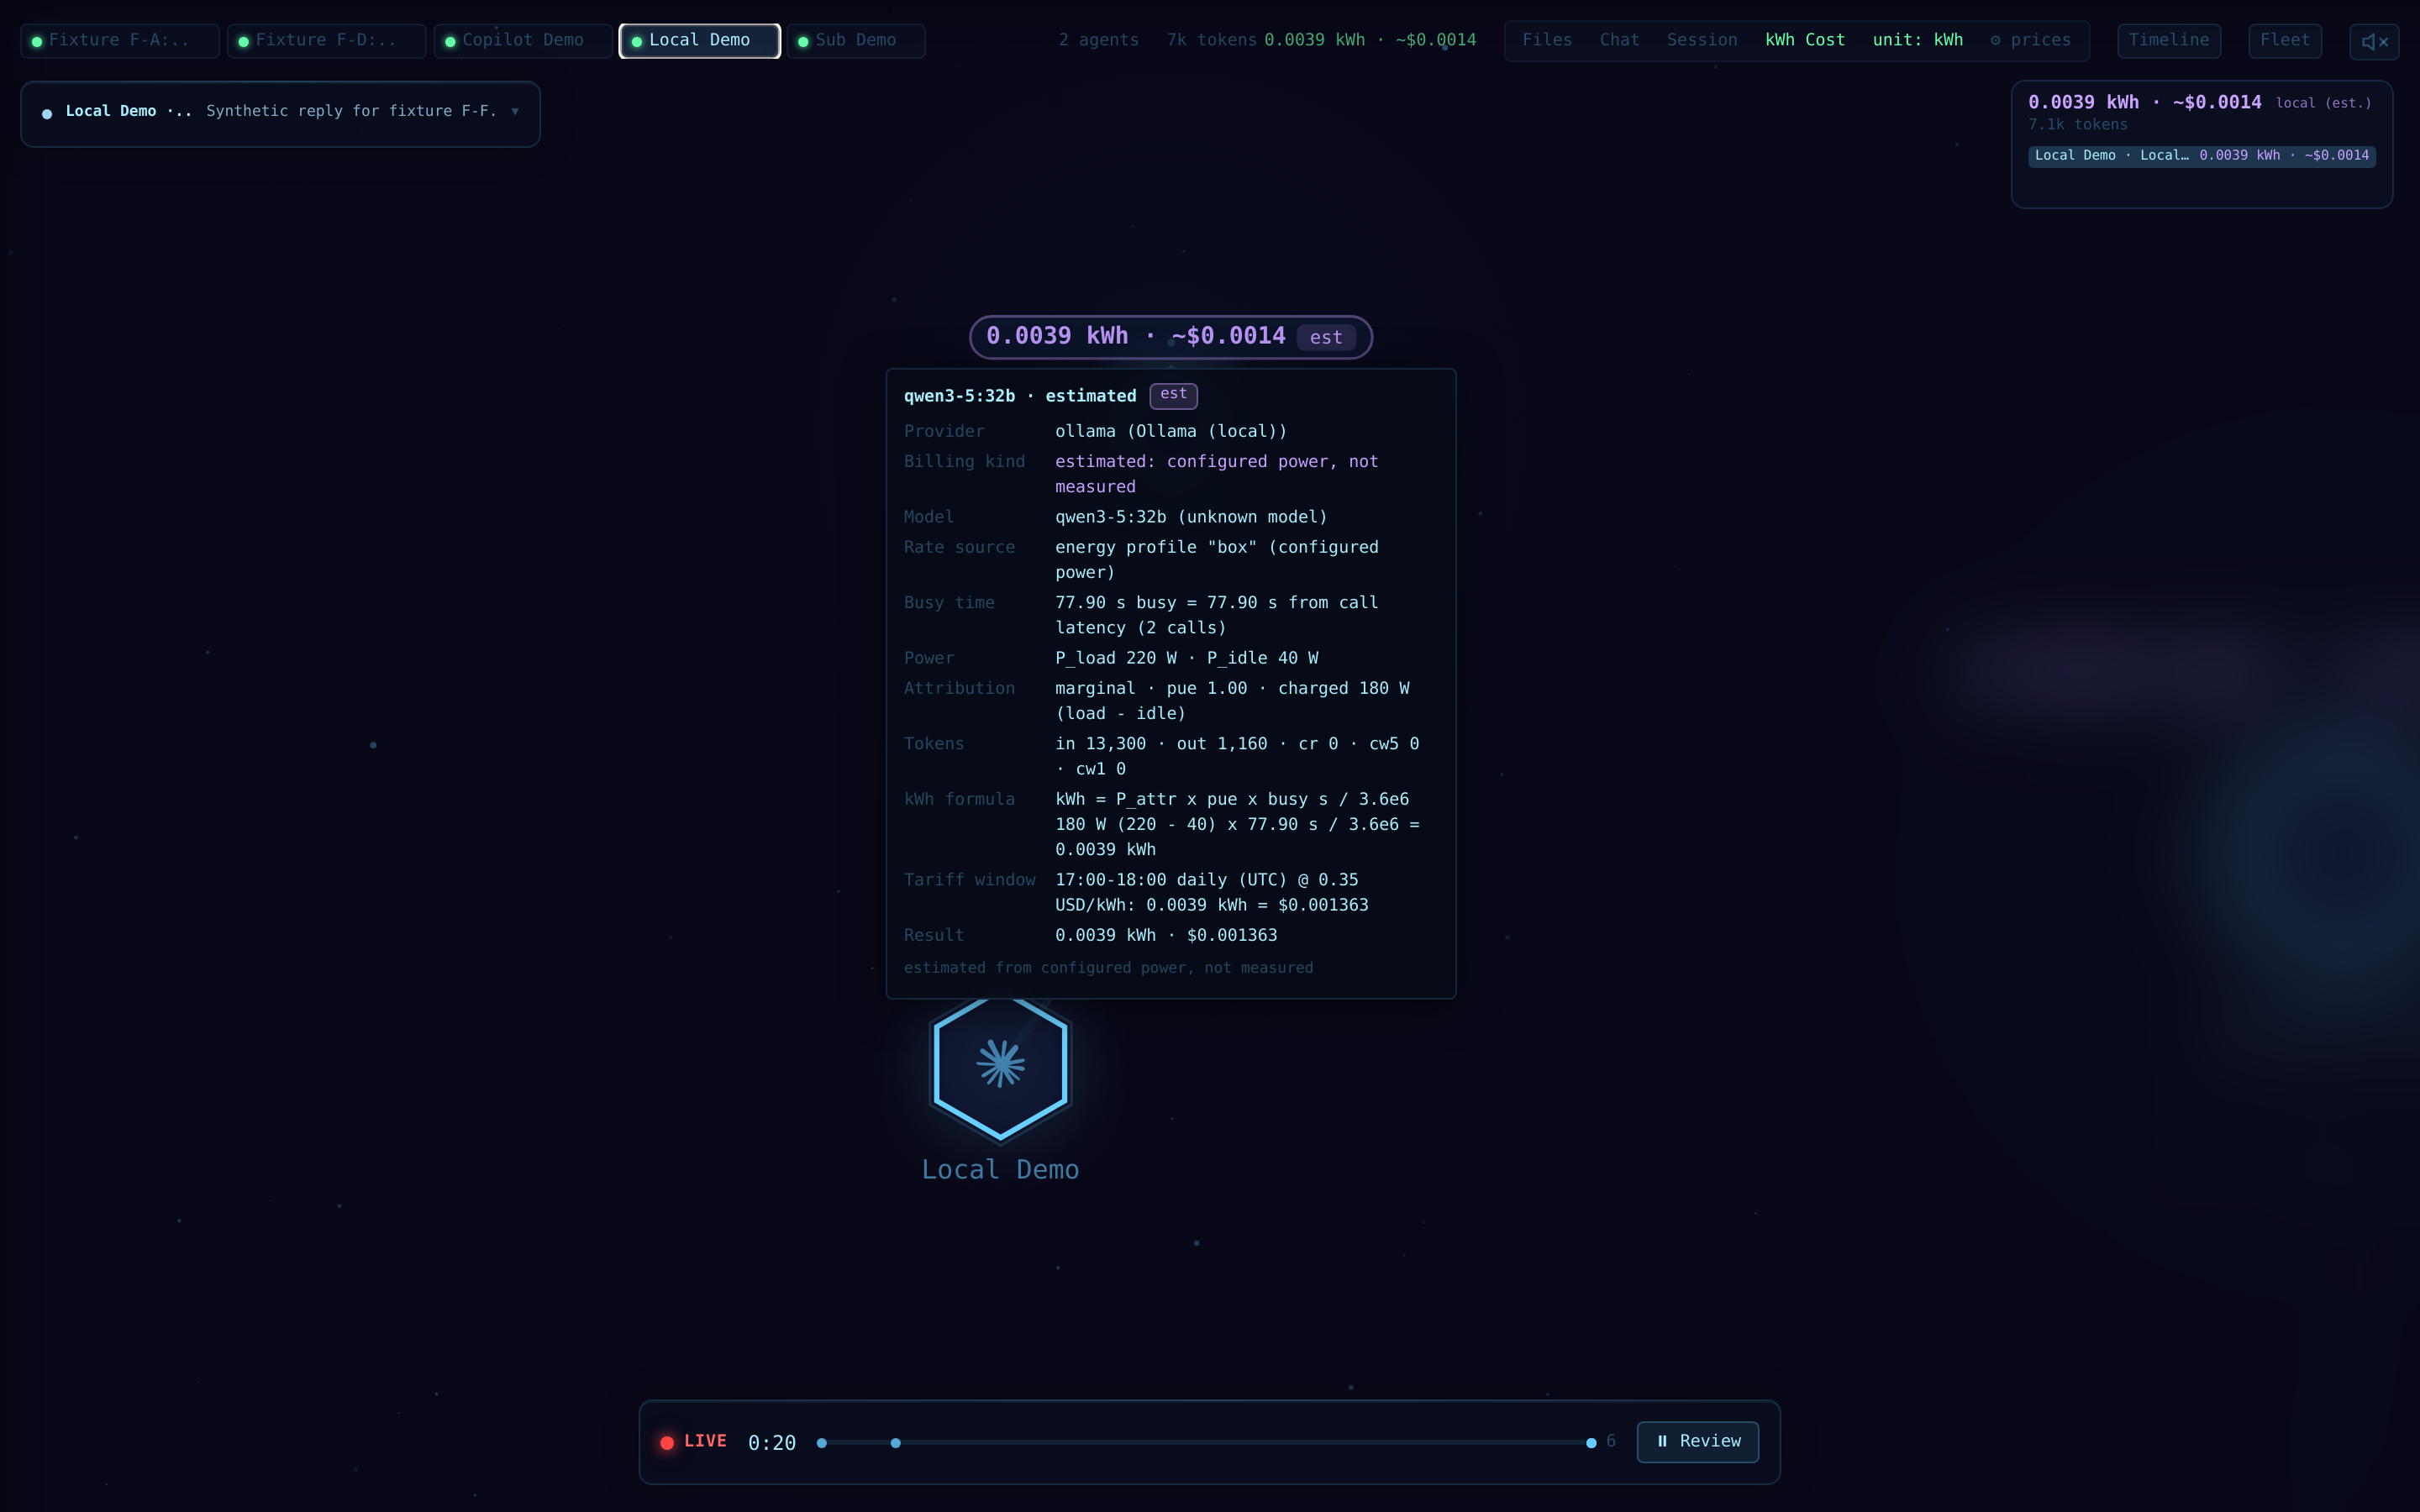 Fixture F-A:..
Fixture F-D:..
Copilot Demo
Local Demo
Sub Demo
2 agents
7k tokens
0.0039 kWh · ~$0.0014
Files
Chat
Session
kWh Cost
unit: kWh
⚙ prices
Timeline
Fleet
Local Demo ·.. Synthetic reply for fixture F-F. ▼
0.0039 kWh · ~$0.0014 local (est.)
7.1k tokens
Local Demo · Local… 0.0039 kWh · ~$0.0014
0.0039 kWh · ~$0.0014 est
qwen3-5:32b · estimated est
Provider ollama (Ollama (local))
Billing kind estimated: configured power, not
measured
Model qwen3-5:32b (unknown model)
Rate source energy profile "box" (configured
power)
Busy time 77.90 s busy = 77.90 s from call
latency (2 calls)
Power P_load 220 W · P_idle 40 W
Attribution marginal · pue 1.00 · charged 180 W
(load - idle)
Tokens in 13,300 · out 1,160 · cr 0 · cw5 0
· cw1 0
kWh formula kWh = P_attr x pue x busy s / 3.6e6
180 W (220 - 40) x 77.90 s / 3.6e6 =
0.0039 kWh
Tariff window 17:00-18:00 daily (UTC) @ 0.35
USD/kWh: 0.0039 kWh = $0.001363
Result 0.0039 kWh · $0.001363
estimated from configured power, not measured
Local Demo
LIVE 0:20 6 Review